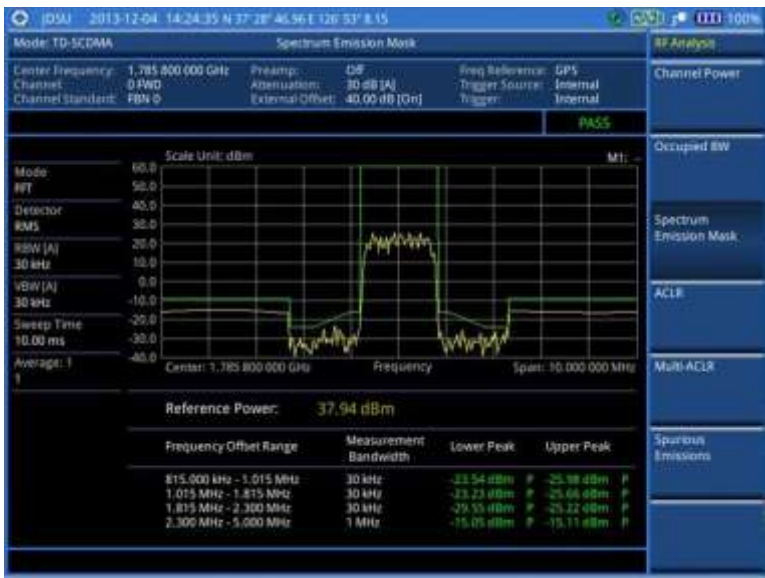 JDSU 2013-12-04 14:24:35 N 37° 28' 46.56 E 126° 53' 8.15 100%
Mode: TD-SCDMA Spectrum Emission Mask RF Analysis
Center Frequency: 1,785 800 000 GHz Preamp: Off Freq Reference: GPS
Channel: 0 FWD Attenuation: 30 dB [A] Trigger Source: Internal
Channel Standard: FBN 0 External Offset: 40.00 dB [On] Trigger: Internal
Channel Power
PASS
Occupied BW
Scale Unit: dBm M1: --
Mode
FFT
Detector
RMS
RBW [A]
30 kHz
VBW [A]
30 kHz
Sweep Time
10.00 ms
Average: 1
1
60.0
50.0
40.0
30.0
20.0
10.0
0.0
-10.0
-20.0
-30.0
-40.0
Center: 1.785 800 000 GHz Frequency Span: 10.000 000 MHz
Spectrum
Emission Mask
ACLR
Multi-ACLR
Spurious
Emissions
Reference Power: 37.94 dBm
Frequency Offset Range Measurement Bandwidth Lower Peak Upper Peak
815.000 kHz - 1.015 MHz 30 kHz -23.54 dBm P -25.98 dBm P
1.015 MHz - 1.815 MHz 30 kHz -23.23 dBm P -25.66 dBm P
1.815 MHz - 2.300 MHz 30 kHz -29.55 dBm P -25.22 dBm P
2.300 MHz - 5.000 MHz 1 MHz -15.05 dBm P -15.11 dBm P